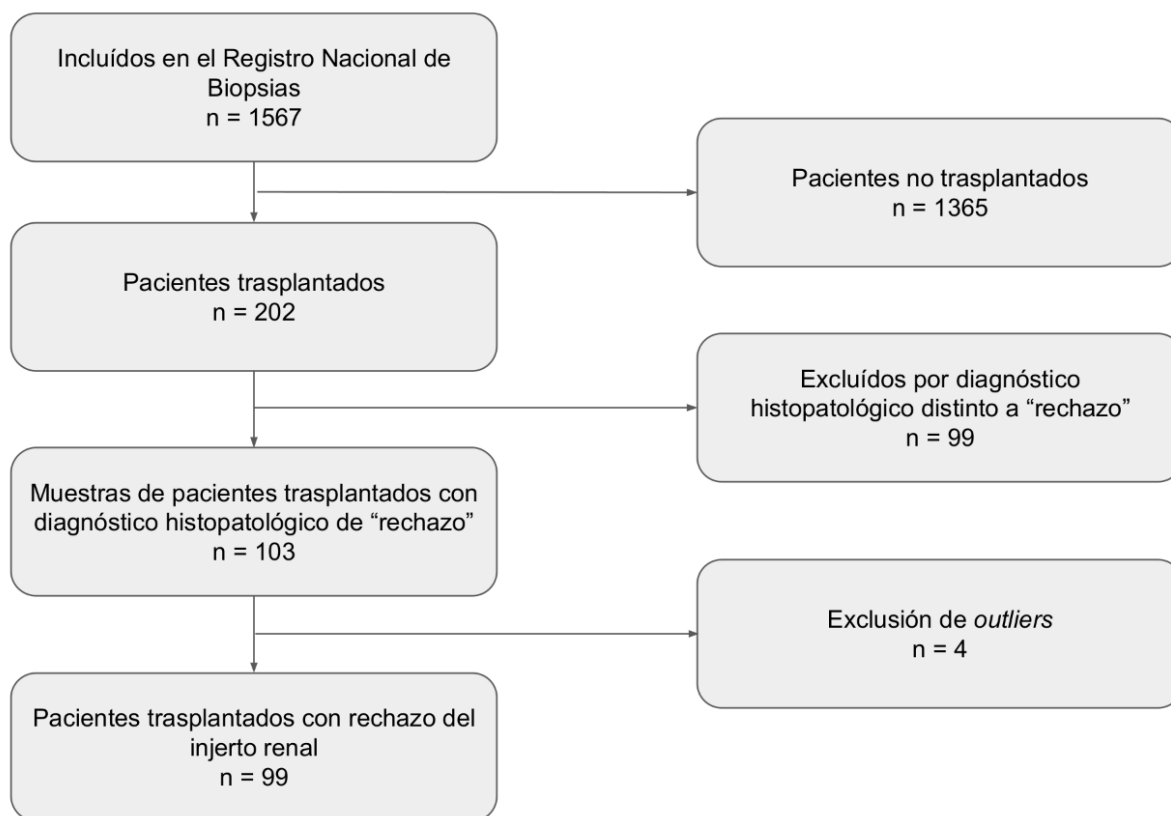 Incluídos en el Registro Nacional de
Biopsias
n = 1567
Pacientes no trasplantados
n = 1365
Pacientes trasplantados
n = 202
Excluídos por diagnóstico
histopatológico distinto a “rechazo”
n = 99
Muestras de pacientes trasplantados con
diagnóstico histopatológico de “rechazo”
n = 103
Exclusión de outliers
n = 4
Pacientes trasplantados con rechazo del
injerto renal
n = 99